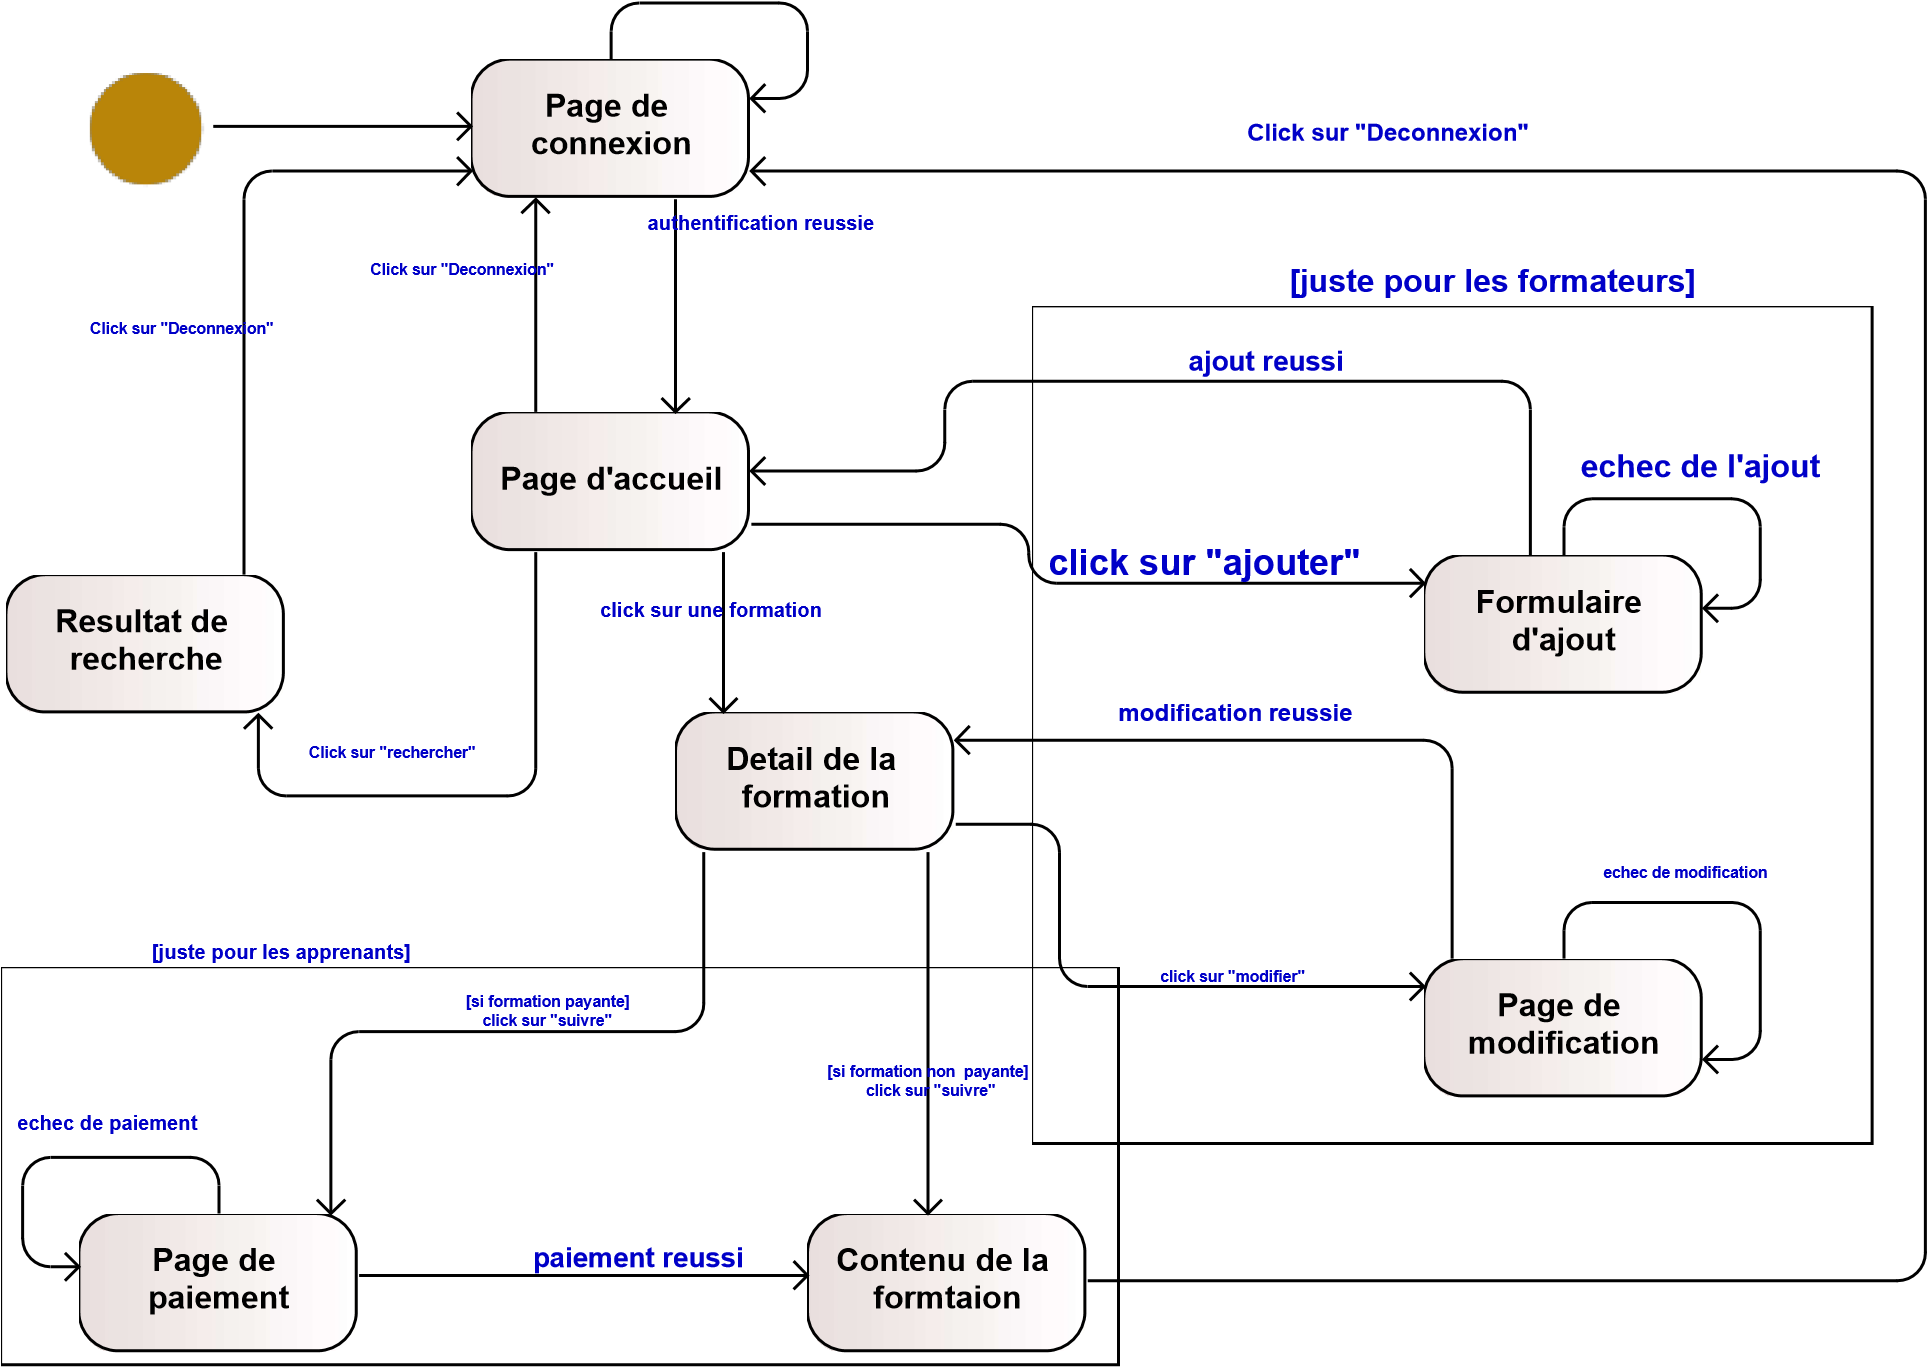 Page de
connexion
Click sur "Deconnexion"
authentification reussie
Click sur "Deconnexion"
[juste pour les formateurs]
Click sur "Deconnexion"
ajout reussi
Page d'accueil
echec de l'ajout
click sur "ajouter"
Resultat de
recherche
click sur une formation
Formulaire
d'ajout
modification reussie
Click sur "rechercher"
Detail de la
formation
echec de modification
[juste pour les apprenants]
click sur "modifier"
[si formation payante]
click sur "suivre"
Page de
modification
[si formation non  payante]
click sur "suivre"
echec de paiement
paiement reussi
Page de
paiement
Contenu de la
formtaion